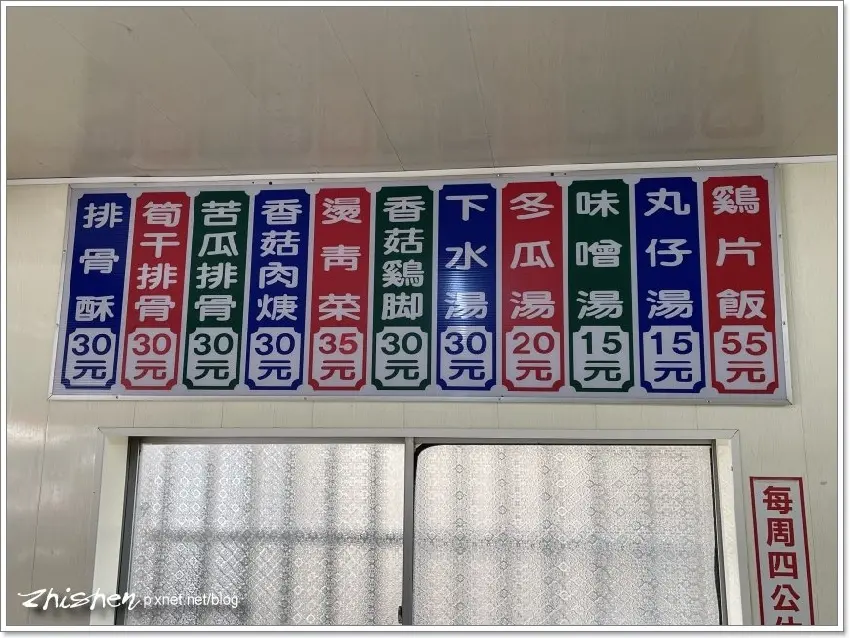 雞片飯 55元
丸仔湯 15元
味噌湯 15元
冬瓜湯 20元
下水湯 30元
香菇雞脚 30元
燙青菜 35元
香菇肉焿 30元
苦瓜排骨 30元
筍干排骨 30元
排骨酥 30元
每周四公休
zhishen.pxnet.net/blog